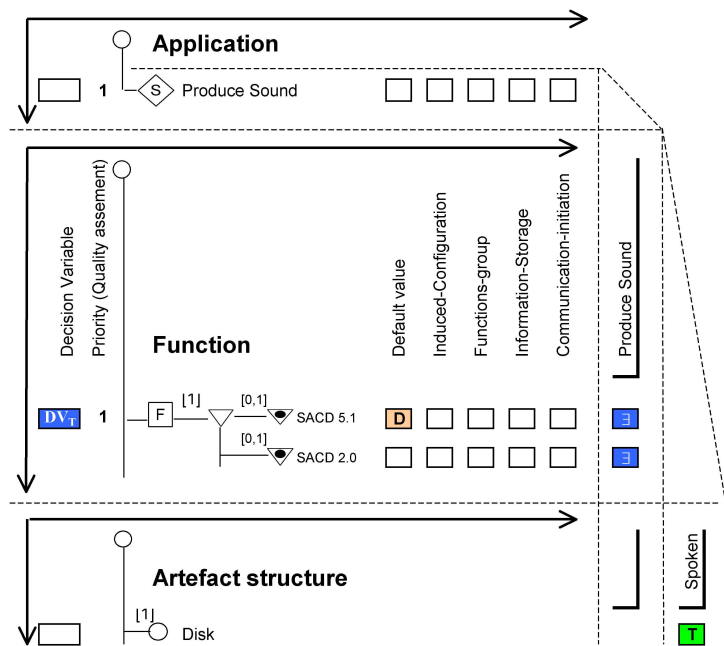 Application
1 S Produce Sound
Decision Variable
Priority (Quality assement)
Function
Default value
Induced-Configuration
Functions-group
Information-Storage
Communication-initiation
Produce Sound
DVT 1 F [1] [0,1] SACD 5.1 D ∃
[0,1] SACD 2.0 ∃
Artefact structure
Spoken
[1] Disk T